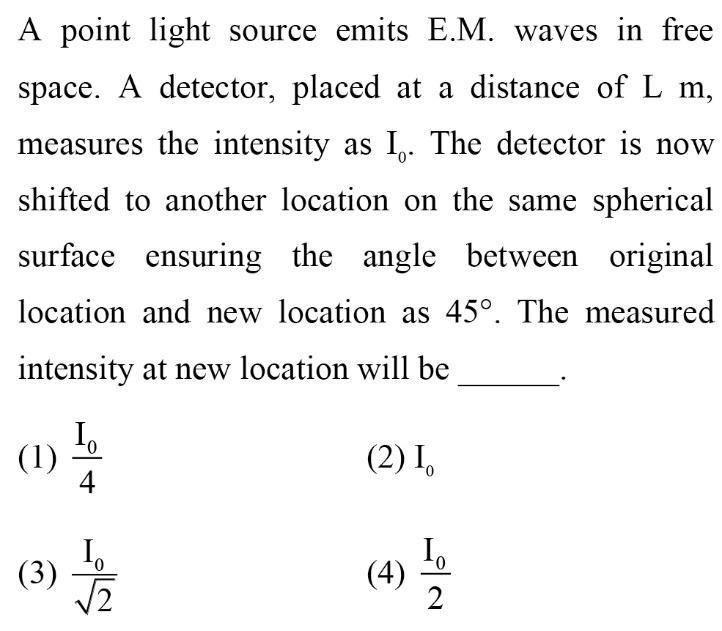 A point light source emits E.M. waves in free
space. A detector, placed at a distance of L m,
measures the intensity as I₀. The detector is now
shifted to another location on the same spherical
surface ensuring the angle between original
location and new location as 45°. The measured
intensity at new location will be ______.
(1) I₀/4 (2) I₀
(3) I₀/√2 (4) I₀/2